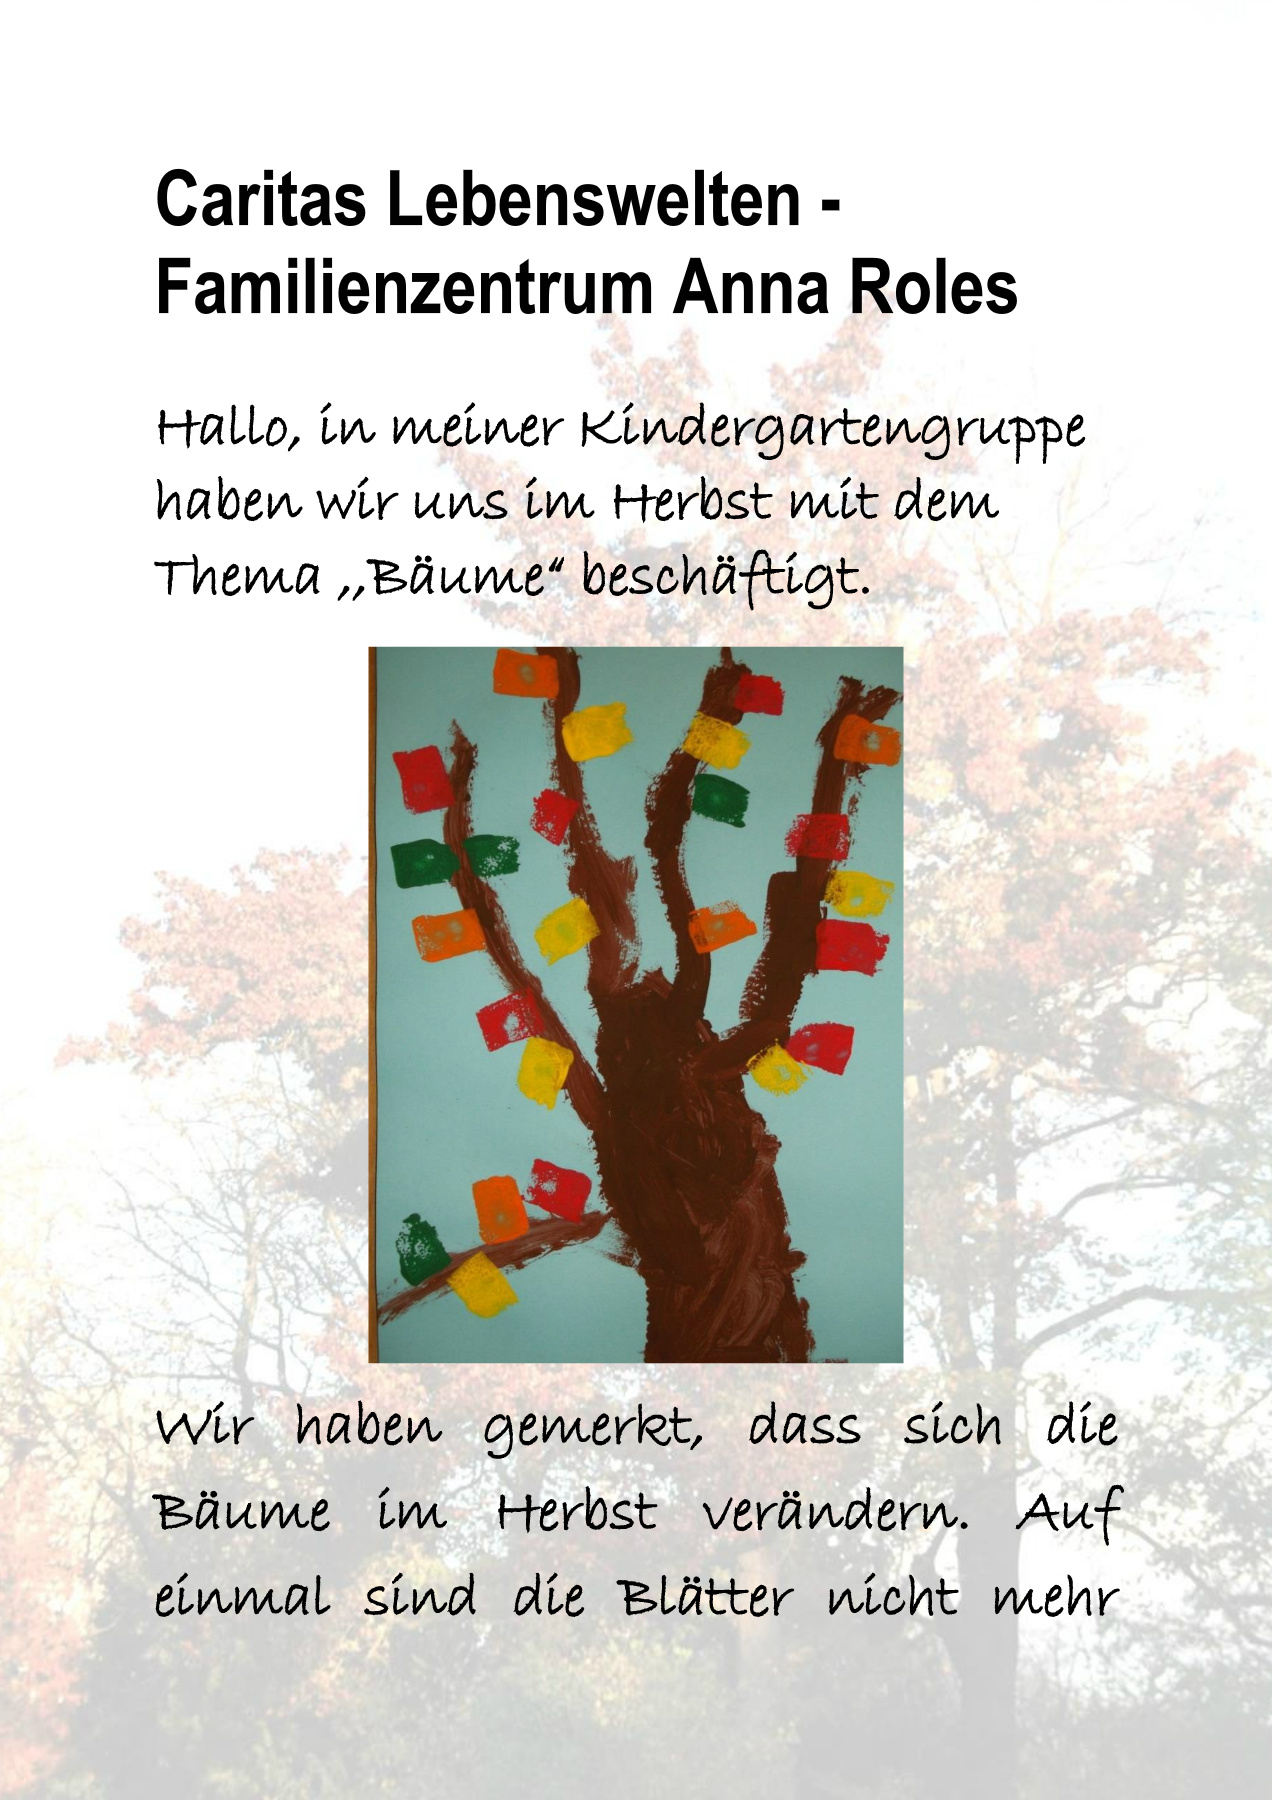 Caritas Lebenswelten -
Familienzentrum Anna Roles
Hallo, in meiner Kindergartengruppe
haben wir uns im Herbst mit dem
Thema ,,Bäume“ beschäftigt.
Wir haben gemerkt, dass sich die
Bäume im Herbst verändern. Auf
einmal sind die Blätter nicht mehr